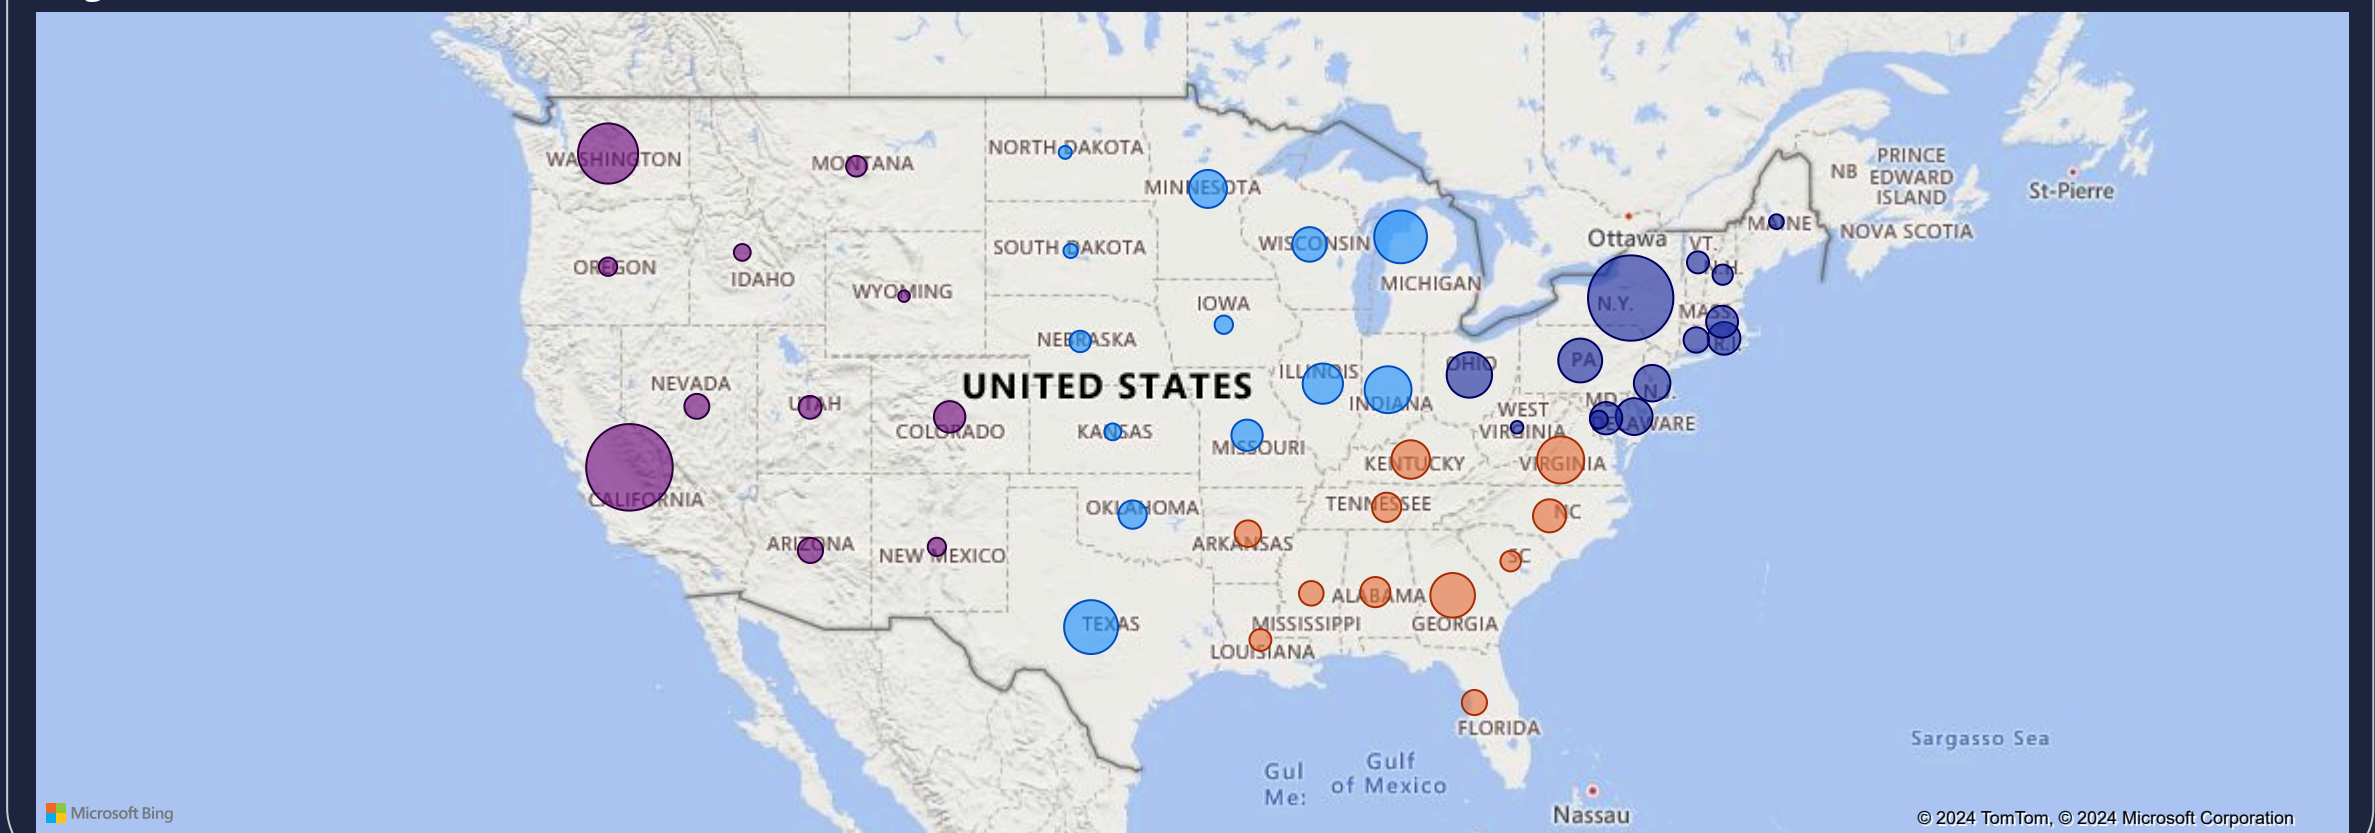 WASHINGTON
MONTANA
NORTH DAKOTA
MINNESOTA
SOUTH DAKOTA
WISCONSIN
MICHIGAN
OREGON
IDAHO
WYOMING
IOWA
NEBRASKA
Ottawa
VT.
N.H.
MAINE
NB
PRINCE
EDWARD
ISLAND
NOVA SCOTIA
St-Pierre
N.Y.
MASS.
R.I.
NEVADA
UTAH
COLORADO
UNITED STATES
KANSAS
ILLINOIS
INDIANA
OHIO
PA
MD
DELAWARE
WEST
VIRGINIA
MISSOURI
KENTUCKY
VIRGINIA
CALIFORNIA
ARIZONA
NEW MEXICO
OKLAHOMA
ARKANSAS
TENNESSEE
NC
SC
TEXAS
ALABAMA
MISSISSIPPI
GEORGIA
LOUISIANA
FLORIDA
Gul
Me:
Gulf
of Mexico
Nassau
Sargasso Sea
Microsoft Bing
© 2024 TomTom, © 2024 Microsoft Corporation